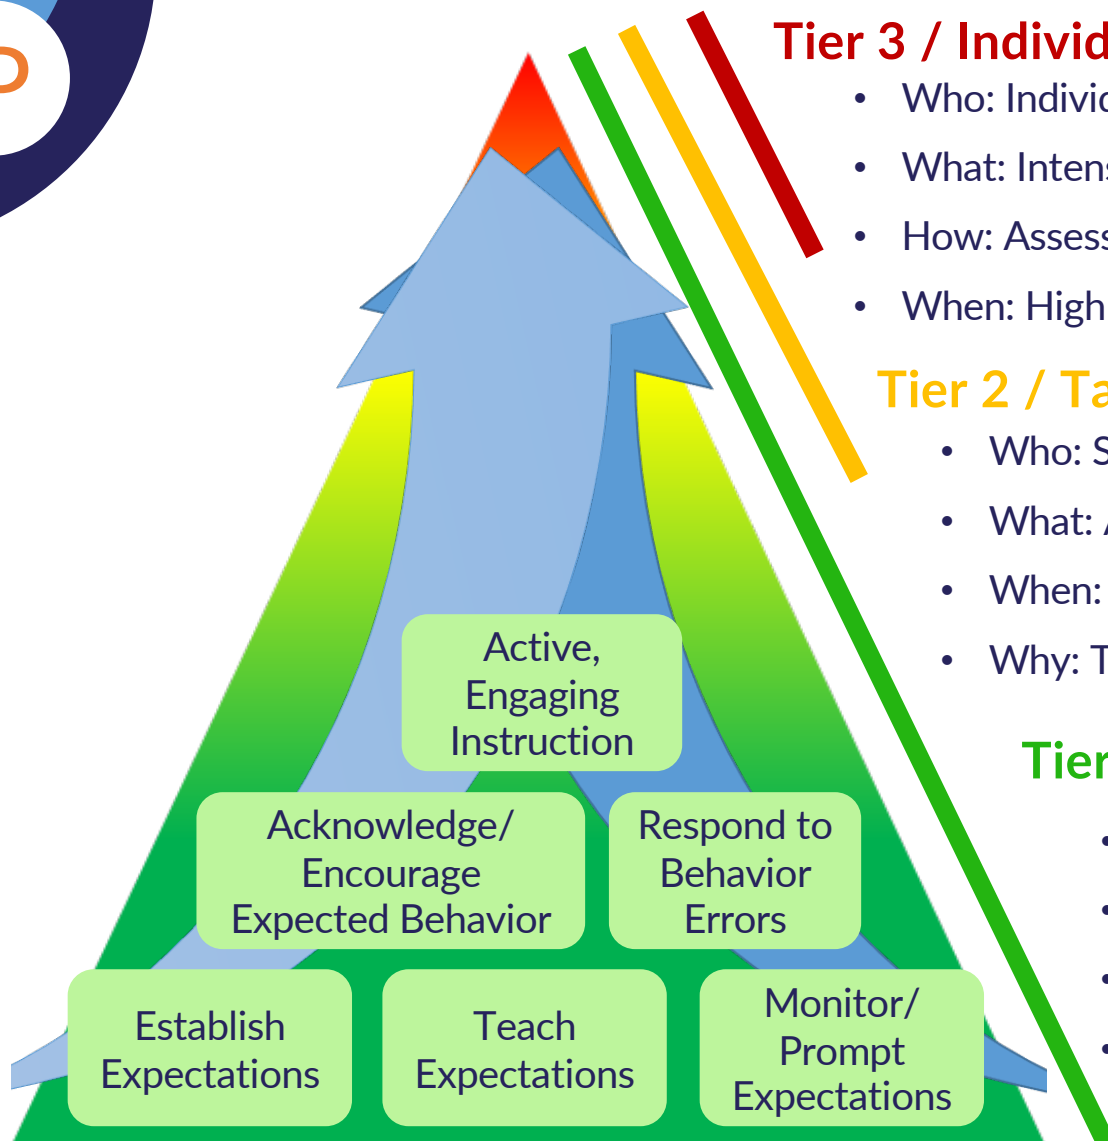 Tier 3 / Individ
• Who: Individ
• What: Intens
• How: Assess
• When: High
Tier 2 / Ta
• Who: S
• What: A
• When:
• Why: T
Tier
Active,
Engaging
Instruction
Acknowledge/
Encourage
Expected Behavior
Respond to
Behavior
Errors
Establish
Expectations
Teach
Expectations
Monitor/
Prompt
Expectations